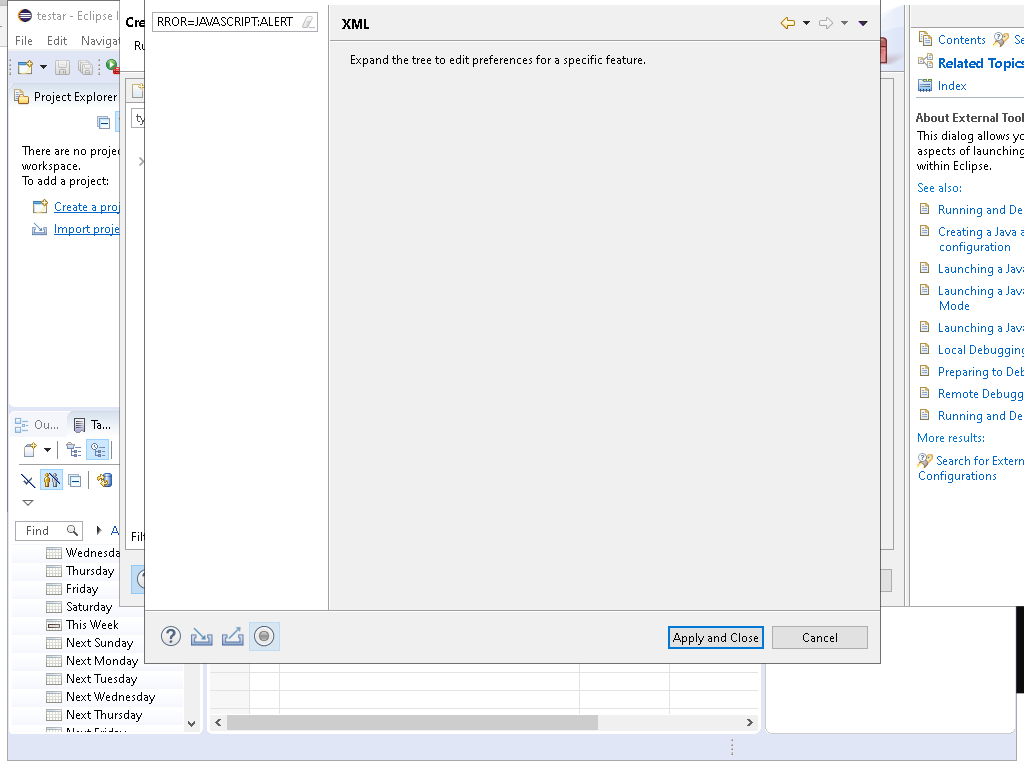 testar - Eclipse I
File Edit Navigat
Project Explorer
There are no projec
workspace.
To add a project:
Create a proj
Import proje
Ou...
Ta...
Find
A
Wednesda
Thursday
Friday
Saturday
This Week
Next Sunday
Next Monday
Next Tuesday
Next Wednesday
Next Thursday
Next Friday
Cre
Ru
ty
Filt
RROR=JAVASCRIPT:ALERT
XML
Expand the tree to edit preferences for a specific feature.
Apply and Close
Cancel
Contents
Se
Related Topics
Index
About External Tool
This dialog allows yo
aspects of launching
within Eclipse.
See also:
Running and De
Creating a Java a
configuration
Launching a Java
Launching a Java
Mode
Launching a Java
Local Debugging
Preparing to Deb
Remote Debugg
Running and De
More results:
Search for Extern
Configurations